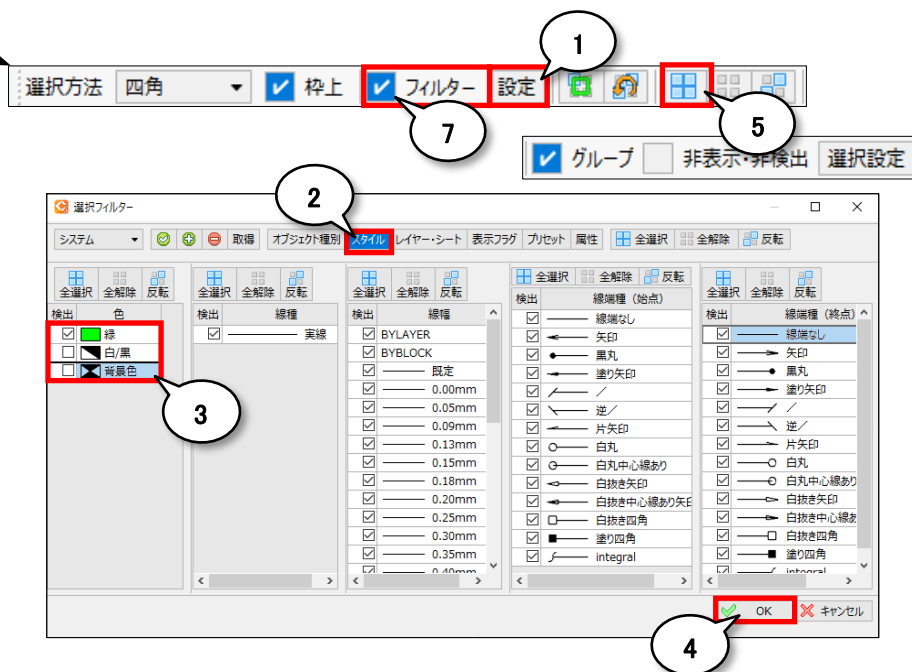 1
選択方法 四角 枠上 フィルター 設定
7
5
グループ 非表示・非検出 選択設定
2
選択フィルター
システム 取得 オブジェクト種別 スタイル レイヤー・シート 表示フラグ プリセット 属性 全選択 全解除 反転
全選択 全解除 反転
検出 色
緑
白/黒
背景色
3
全選択 全解除 反転
検出 線種
実線
全選択 全解除 反転
検出 線幅
BYLAYER
BYBLOCK
既定
0.00mm
0.05mm
0.09mm
0.13mm
0.15mm
0.18mm
0.20mm
0.25mm
0.30mm
0.35mm
0.40mm
全選択 全解除 反転
検出 線端種（始点）
線端なし
矢印
黒丸
塗り矢印
／
逆／
片矢印
白丸
白丸中心線あり
白抜き矢印
白抜き中心線あり矢印
白抜き四角
塗り四角
integral
全選択 全解除 反転
検出 線端種（終点）
線端なし
矢印
黒丸
塗り矢印
／
逆／
片矢印
白丸
白丸中心線あり
白抜き矢印
白抜き中心線あ
白抜き四角
塗り四角
integral
OK キャンセル
4